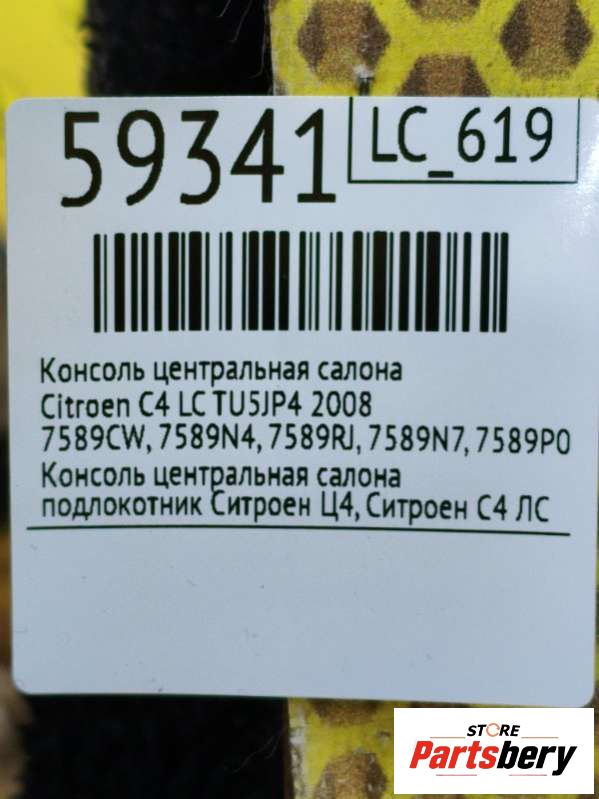 59341 LC_619
Консоль центральная салона
Citroen C4 LC TU5JP4 2008
7589CW, 7589N4, 7589RJ, 7589N7, 7589P0
Консоль центральная салона
подлокотник Ситроен Ц4, Ситроен С4 ЛС
STORE
Partsbery